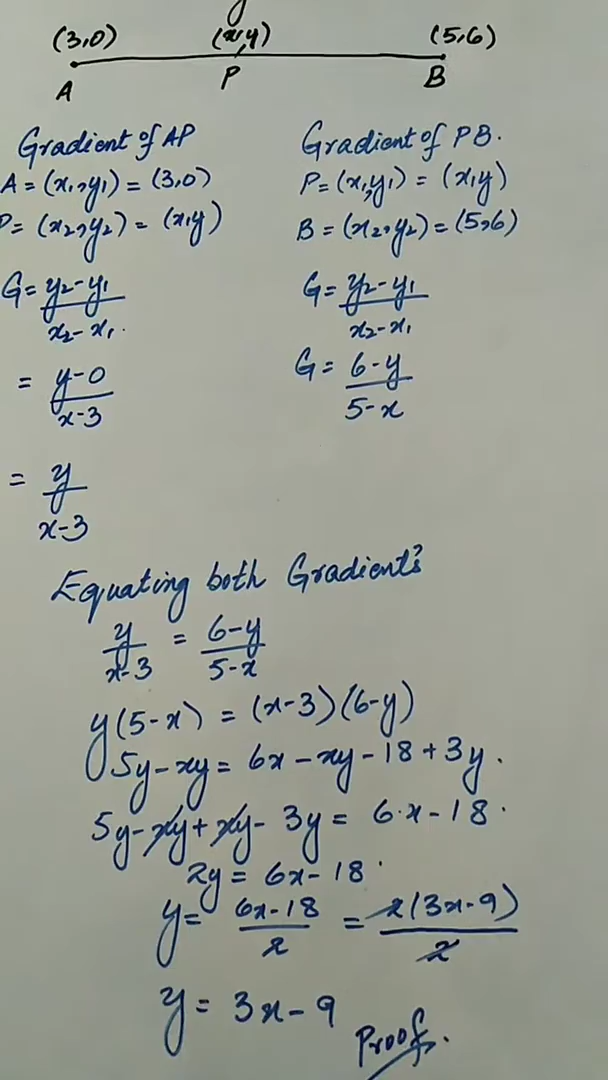 (3,0) (x,y) (5,6)
A P B
Gradient of AP
A = (x₁,y₁) = (3,0)
P = (x₂,y₂) = (x,y)
G = y₂-y₁ / x₂-x₁.
= y-0 / x-3
= y / x-3
Gradient of PB.
P = (x,y₁) = (x,y)
B = (x₂,y₂) = (5,6)
G = y₂-y₁ / x₂-x₁
G = 6-y / 5-x
Equating both Gradients
y / x-3 = 6-y / 5-x
y(5-x) = (x-3)(6-y)
5y-xy = 6x-xy-18+3y.
5y-xy+xy-3y = 6·x-18.
2y = 6x-18.
y = 6x-18 / 2 = 2(3x-9) / 2
y = 3x-9
Proof.